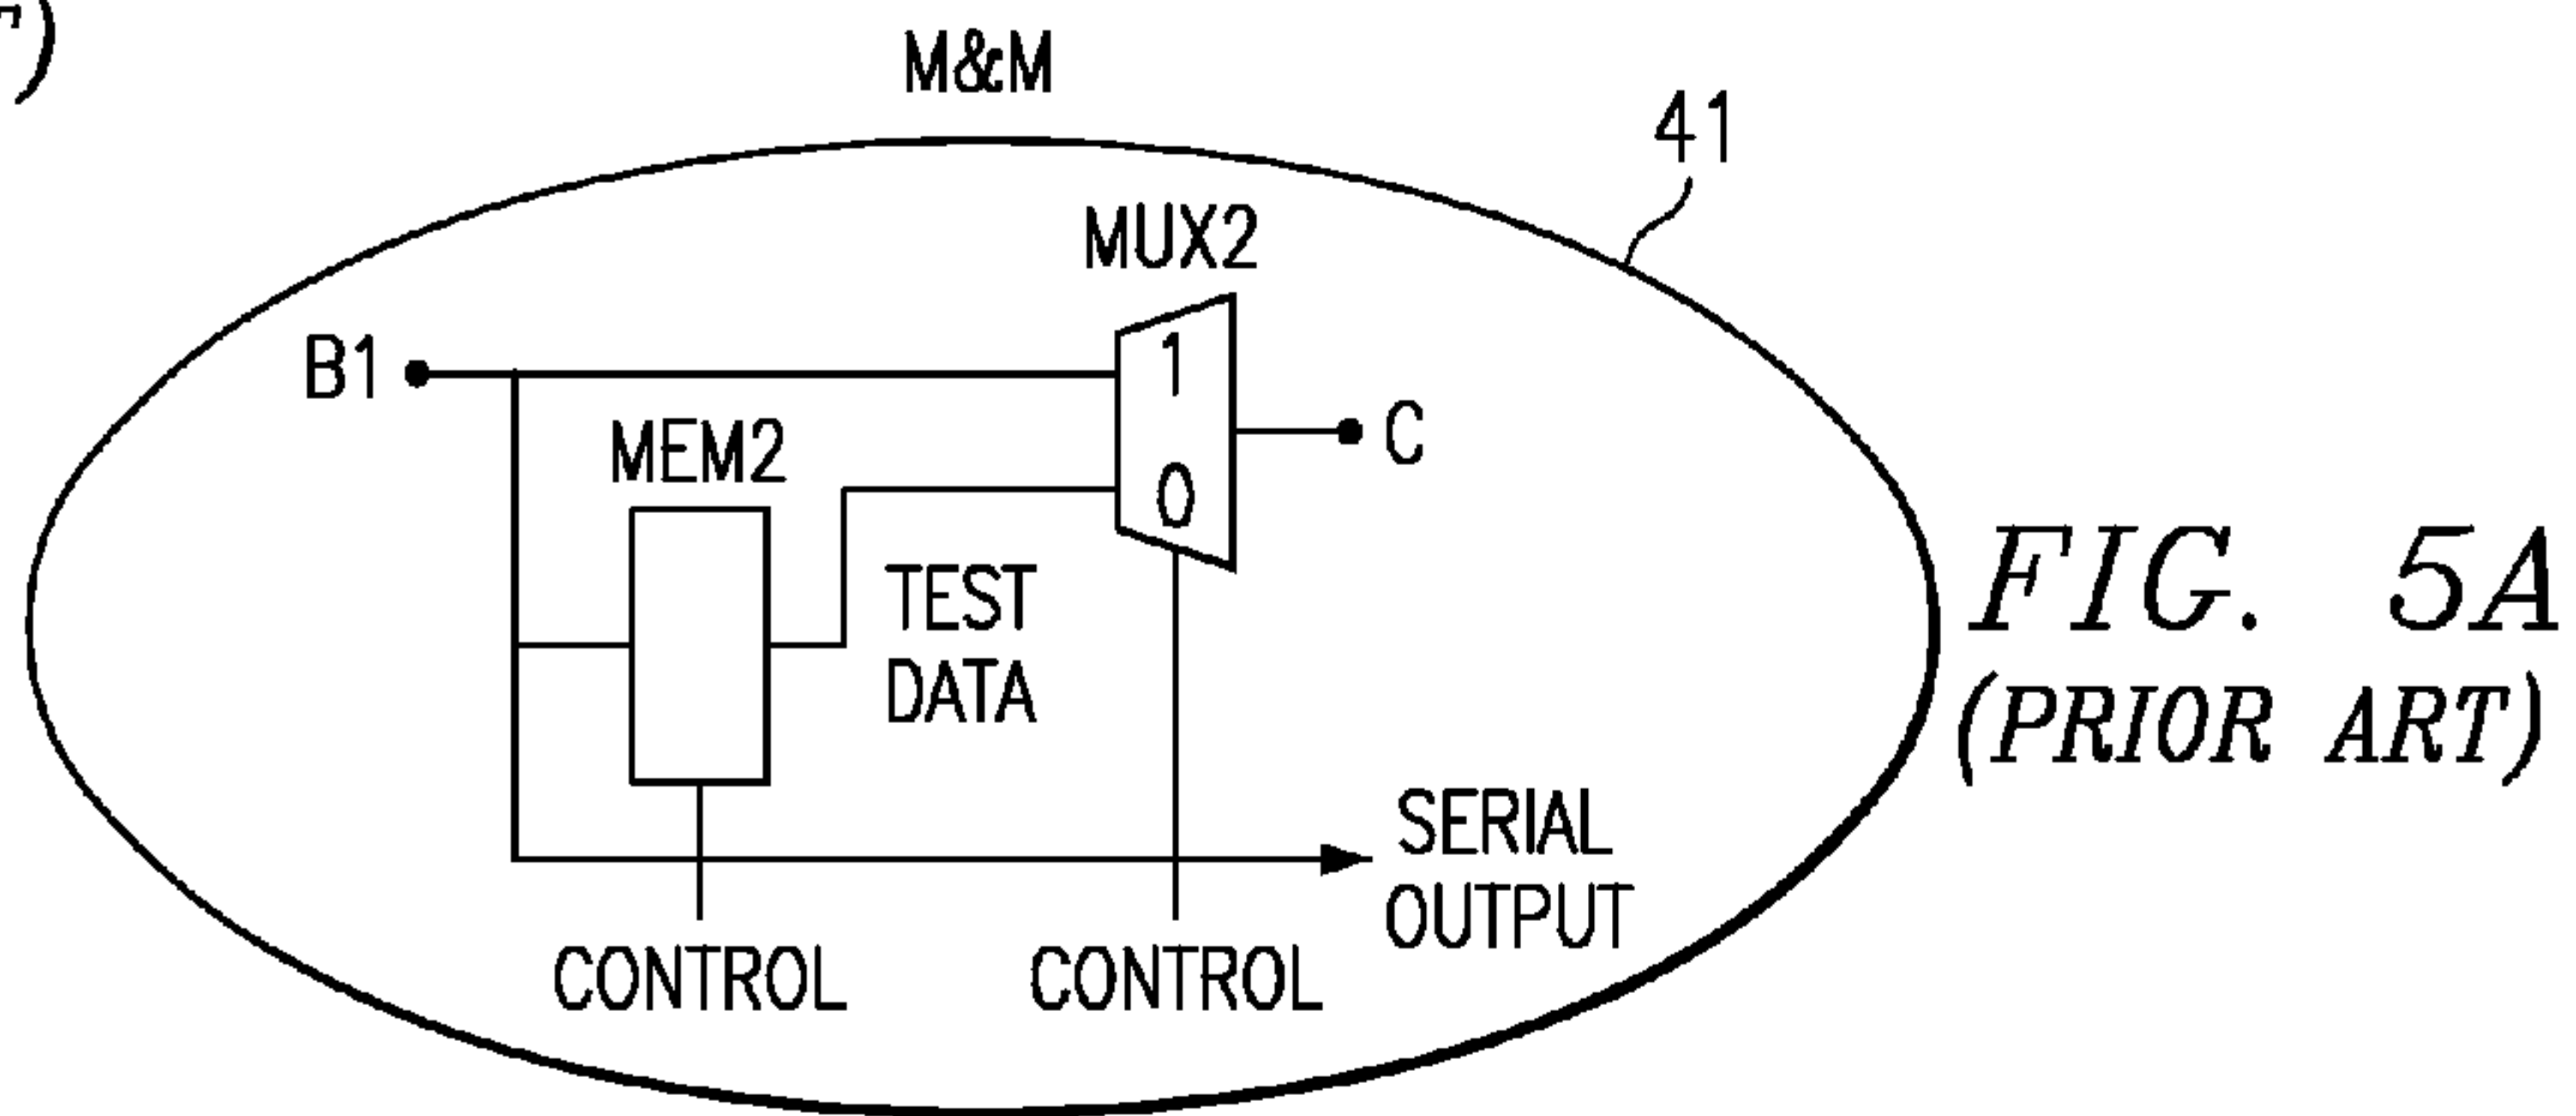 M&M
41
MUX2
B1
1
C
MEM2
0
TEST
DATA
FIG. 5A
(PRIOR ART)
SERIAL
OUTPUT
CONTROL
CONTROL